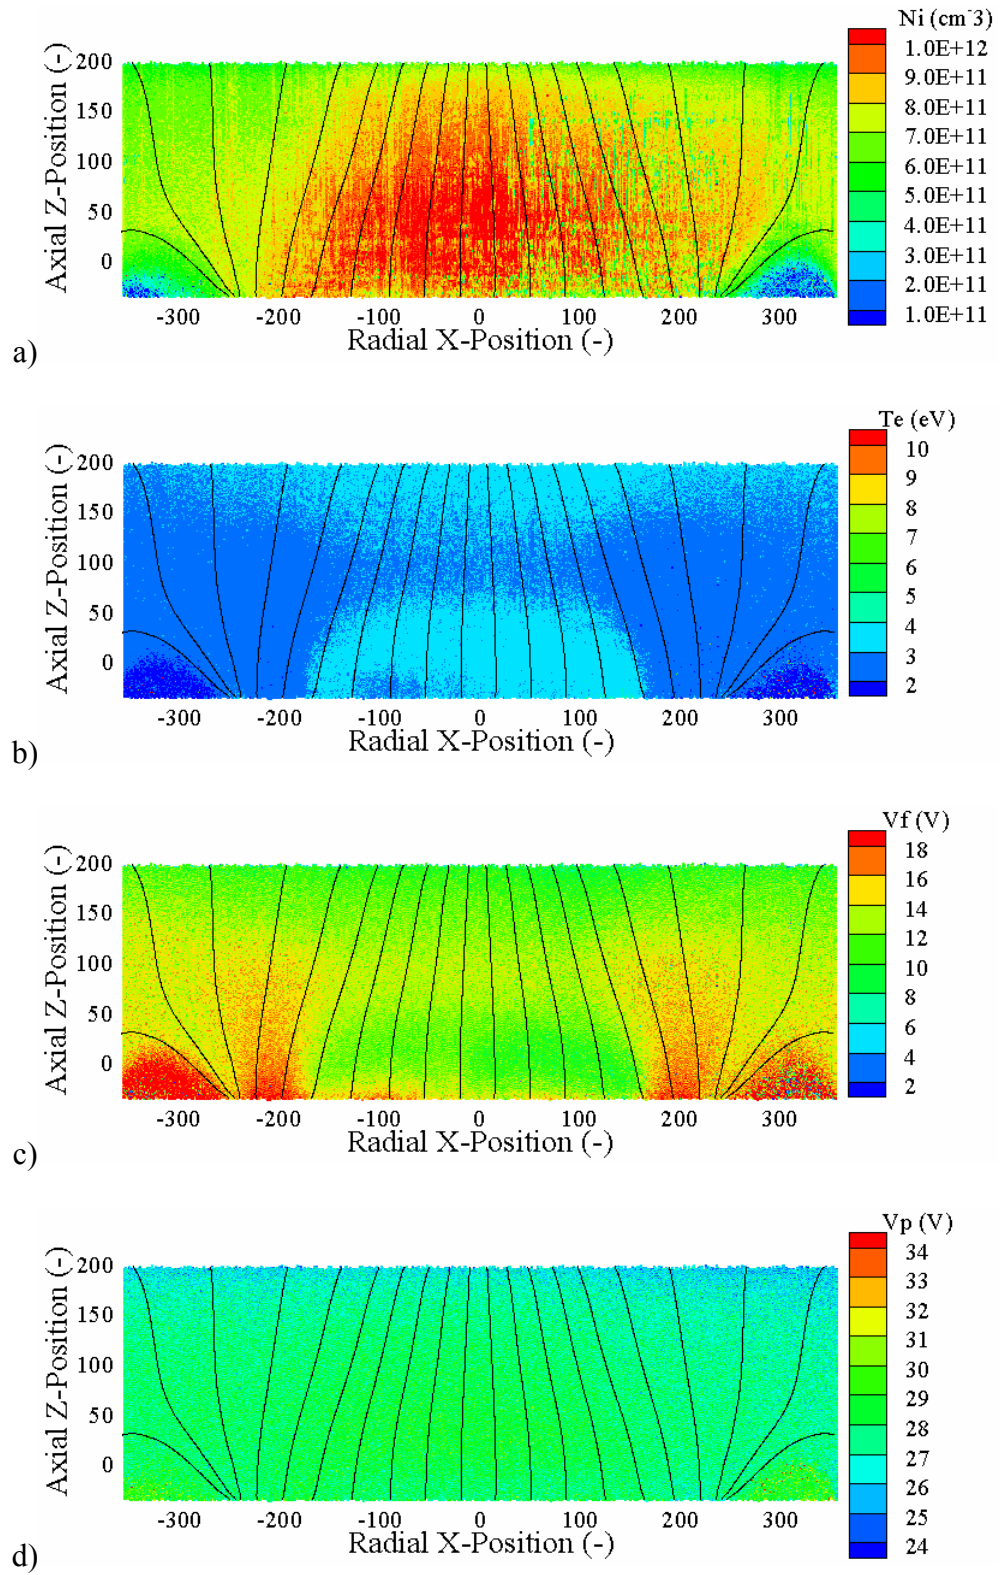 Ni (cm-3)
1.0E+12
9.0E+11
8.0E+11
7.0E+11
6.0E+11
5.0E+11
4.0E+11
3.0E+11
2.0E+11
1.0E+11
Axial Z-Position (-)
200
150
100
50
0
-300 -200 -100 0 100 200 300
Radial X-Position (-)
a)
Te (eV)
10
9
8
7
6
5
4
3
2
Axial Z-Position (-)
200
150
100
50
0
-300 -200 -100 0 100 200 300
Radial X-Position (-)
b)
Vf (V)
18
16
14
12
10
8
6
4
2
Axial Z-Position (-)
200
150
100
50
0
-300 -200 -100 0 100 200 300
Radial X-Position (-)
c)
Vp (V)
34
33
32
31
30
29
28
27
26
25
24
Axial Z-Position (-)
200
150
100
50
0
-300 -200 -100 0 100 200 300
Radial X-Position (-)
d)